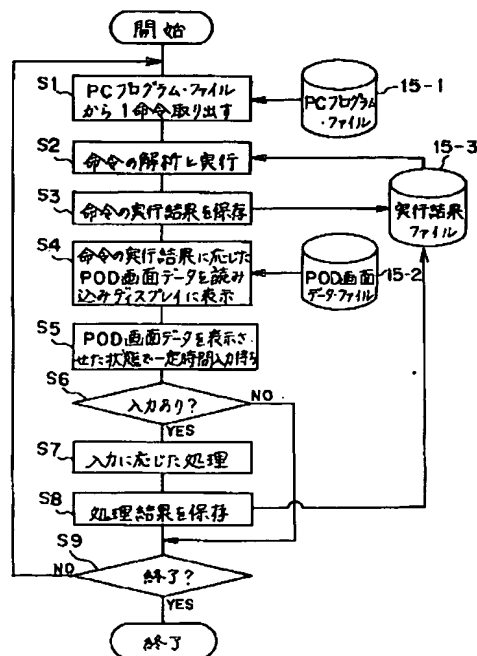 開始
S1
PCプログラム・ファイル
から1命令取り出す
15-1
PCプログラム
・ファイル
S2
命令の解析と実行
15-3
S3
命令の実行結果を保存
実行結果
ファイル
S4
命令の実行結果に応じた
POD画面データを読み
込みディスプレイに表示
POD画面
データ・ファイル
15-2
S5
POD画面データを表示さ
せた状態で一定時間入力待ち
S6
入力あり?
NO
YES
S7
入力に応じた処理
S8
処理結果を保存
S9
終了?
NO
YES
終了